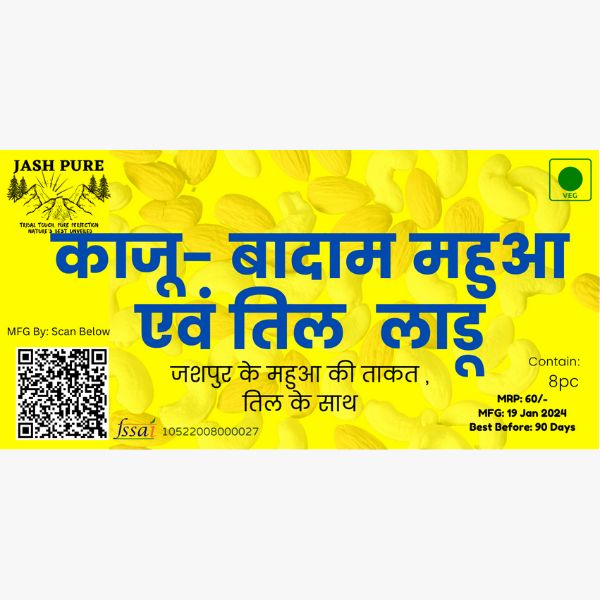 JASH PURE
TRIBAL TOUCH, PURE PERFECTION
NATURE'S BEST UNVEILED
VEG
काजू- बादाम महुआ
एवं तिल लाडू
जशपुर के महुआ की ताकत ,
तिल के साथ
MFG By: Scan Below
fssai 10522008000027
Contain:
8pc
MRP: 60/-
MFG: 19 Jan 2024
Best Before: 90 Days